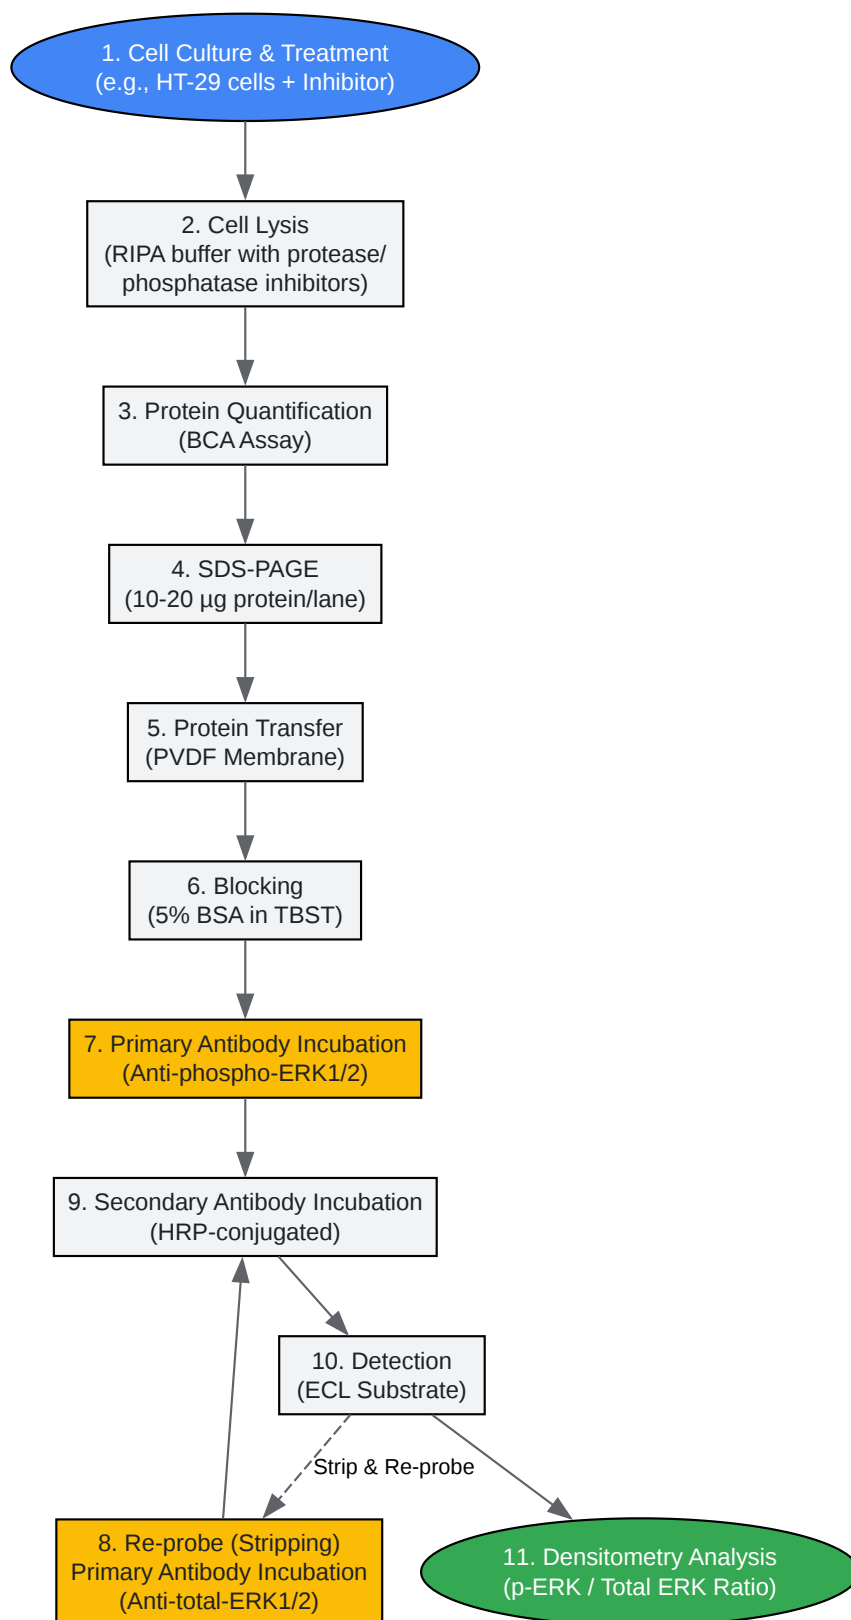 1. Cell Culture & Treatment
(e.g., HT-29 cells + Inhibitor)
2. Cell Lysis
(RIPA buffer with protease/
phosphatase inhibitors)
3. Protein Quantification
(BCA Assay)
4. SDS-PAGE
(10-20 µg protein/lane)
5. Protein Transfer
(PVDF Membrane)
6. Blocking
(5% BSA in TBST)
7. Primary Antibody Incubation
(Anti-phospho-ERK1/2)
9. Secondary Antibody Incubation
(HRP-conjugated)
10. Detection
(ECL Substrate)
Strip & Re-probe
8. Re-probe (Stripping)
Primary Antibody Incubation
(Anti-total-ERK1/2)
11. Densitometry Analysis
(p-ERK / Total ERK Ratio)